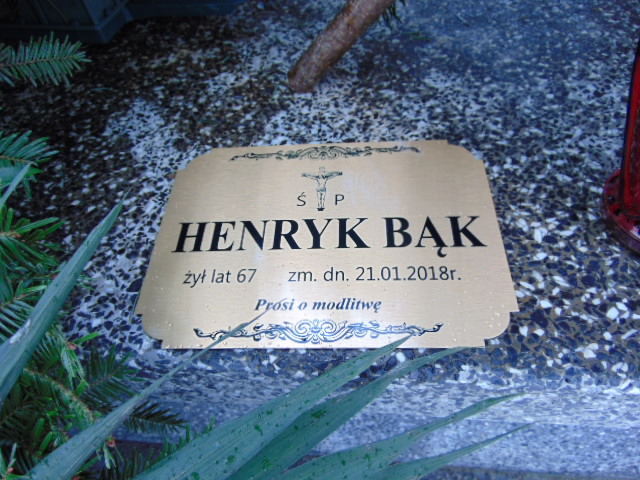 Ś P
HENRYK BĄK
żył lat 67 zm. dn. 21.01.2018r.
Prosi o modlitwę